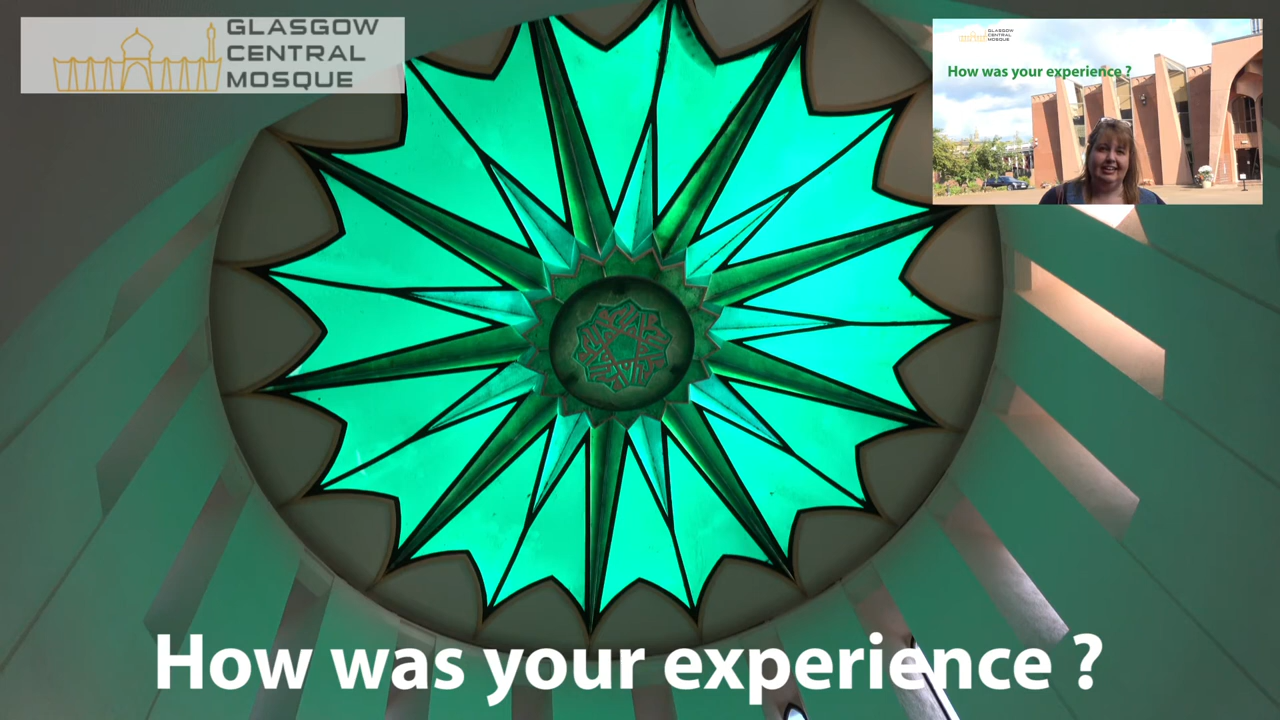 GLASGOW
CENTRAL
MOSQUE
GLASGOW
CENTRAL
MOSQUE
How was your experience ?
How was your experience ?